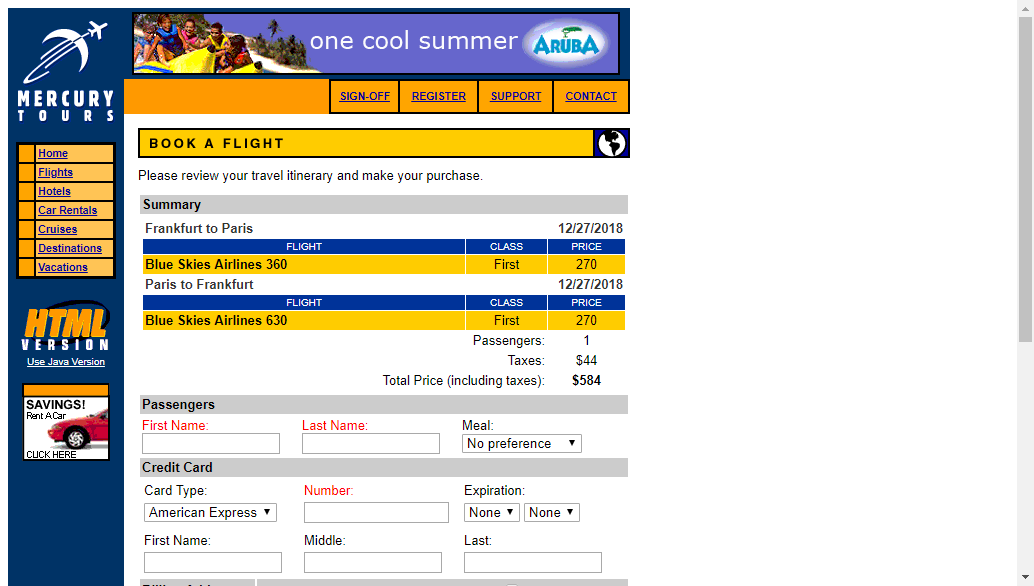 one cool summer ARUBA
MERCURY
TOURS
SIGN-OFF REGISTER SUPPORT CONTACT
Home
Flights
Hotels
Car Rentals
Cruises
Destinations
Vacations
HTML
VERSION
Use Java Version
SAVINGS!
Rent A Car
CLICK HERE
BOOK A FLIGHT
Please review your travel itinerary and make your purchase.
Summary
Frankfurt to Paris 12/27/2018
FLIGHT CLASS PRICE
Blue Skies Airlines 360 First 270
Paris to Frankfurt 12/27/2018
FLIGHT CLASS PRICE
Blue Skies Airlines 630 First 270
Passengers: 1
Taxes: $44
Total Price (including taxes): $584
Passengers
First Name: Last Name: Meal:
No preference
Credit Card
Card Type: Number: Expiration:
American Express None None
First Name: Middle: Last: